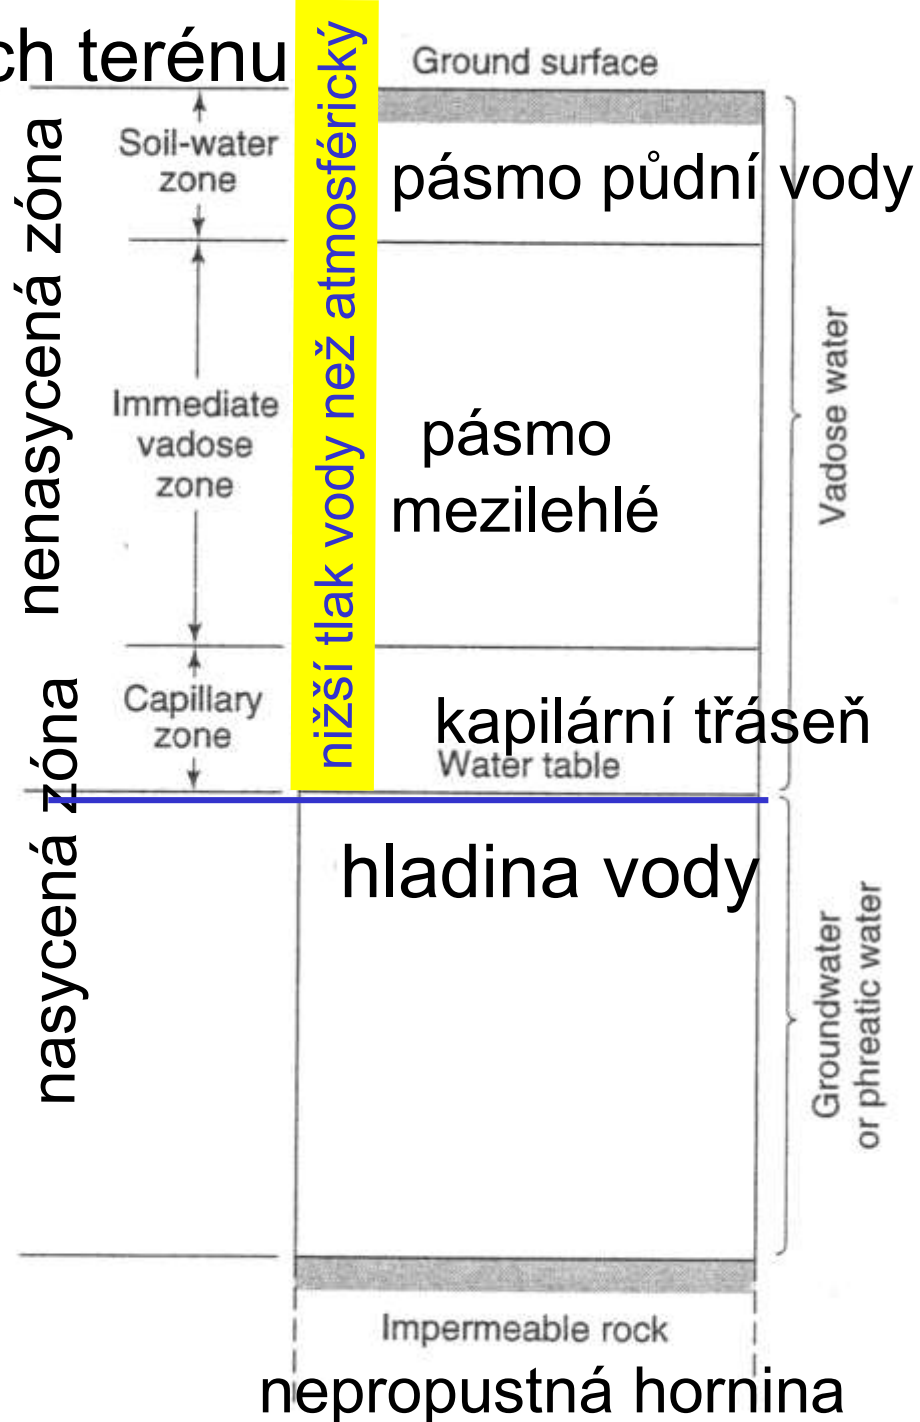 ch terénu
Ground surface
nižší tlak vody než atmosférický
nenasycená zóna
Soil-water
zone
pásmo půdní vody
Immediate
vadose
zone
pásmo
mezilehlé
Vadose water
nasycená zóna
Capillary
zone
kapilární třáseň
Water table
hladina vody
Groundwater
or phreatic water
Impermeable rock
nepropustná hornina